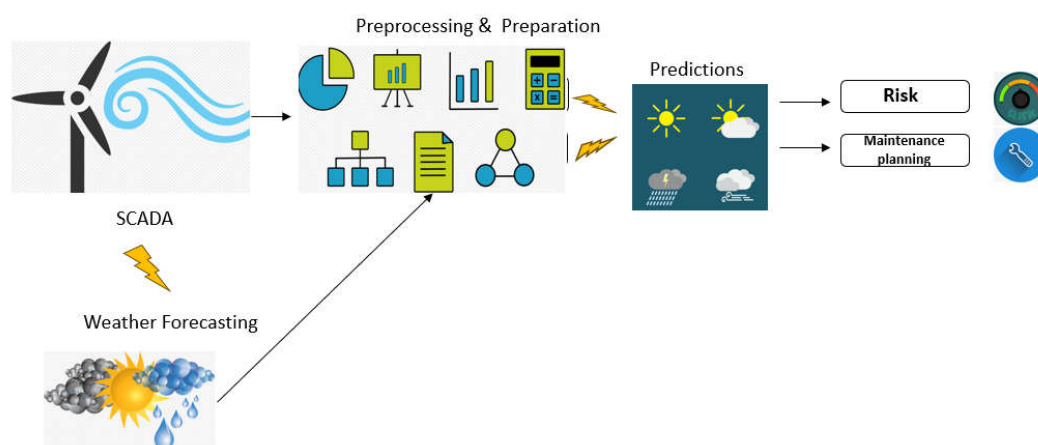 Preprocessing & Preparation
Predictions
Risk
Maintenance
planning
SCADA
Weather Forecasting